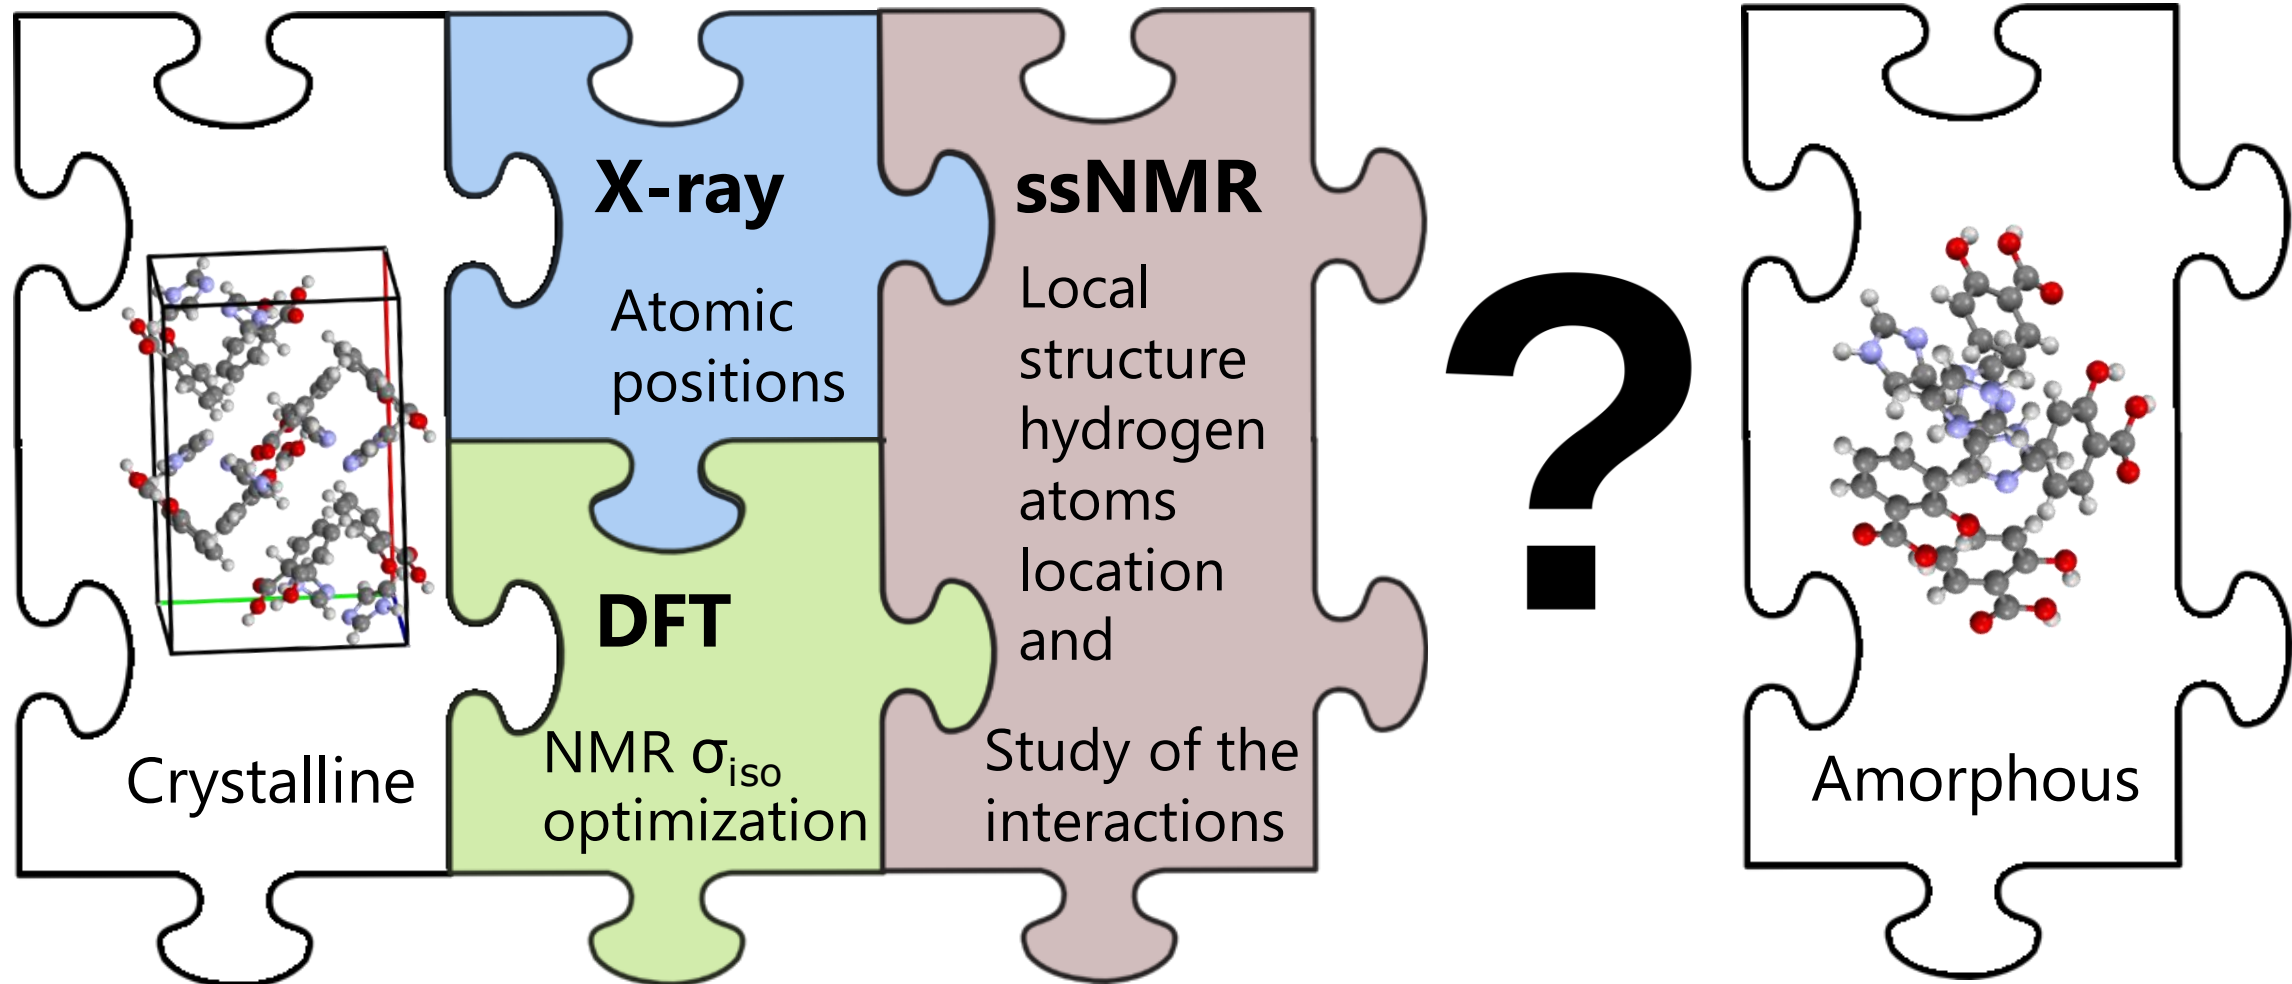 Crystalline
X-ray
Atomic
positions
DFT
NMR σiso
optimization
ssNMR
Local
structure
hydrogen
atoms
location
and
Study of the
interactions
?
Amorphous